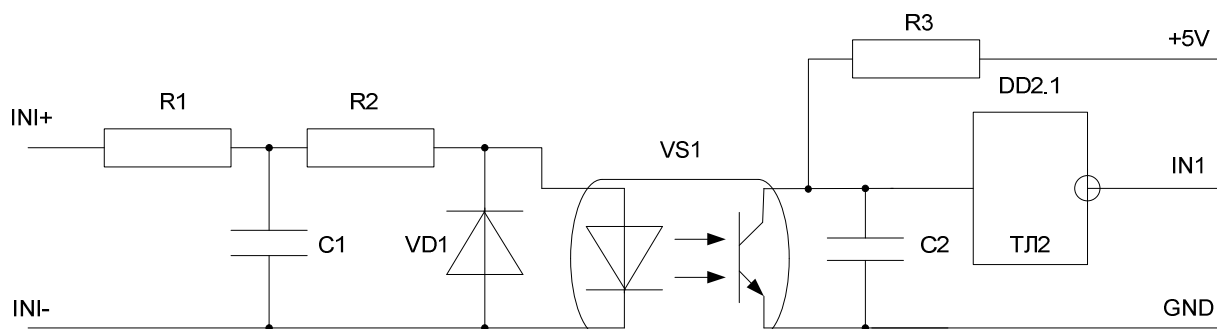 R3
+5V
DD2.1
R1
R2
INI+
VS1
IN1
C1
VD1
C2
ТЛ2
INI-
GND